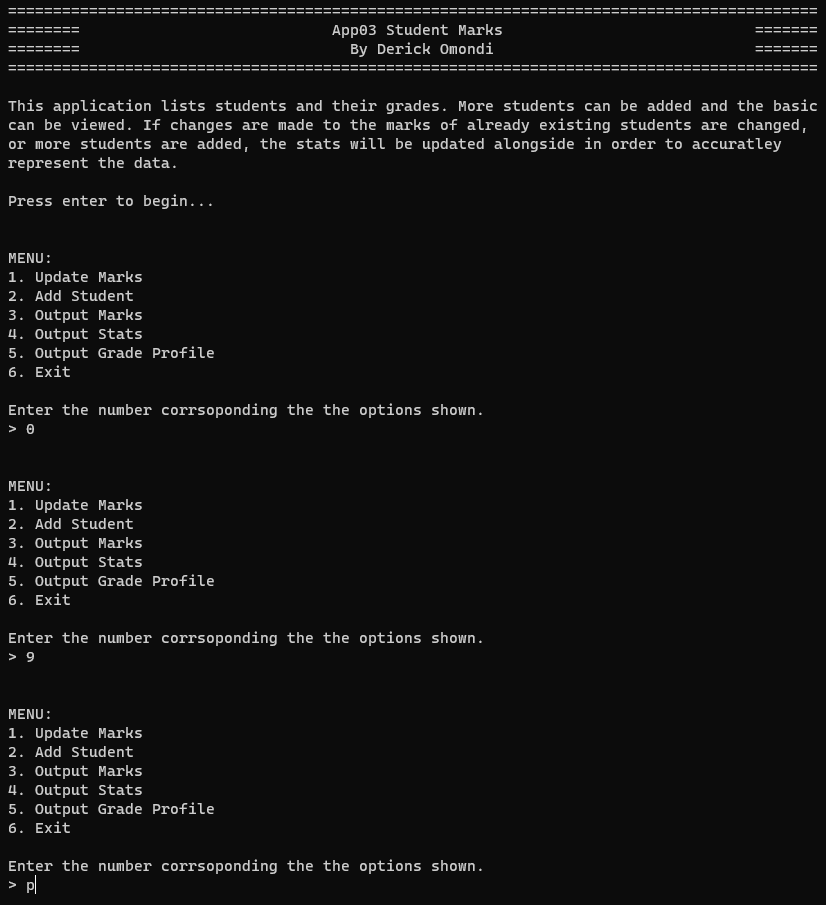 ==========================================================================================
======== App03 Student Marks =======
======== By Derick Omondi =======
==========================================================================================
This application lists students and their grades. More students can be added and the basic
can be viewed. If changes are made to the marks of already existing students are changed,
or more students are added, the stats will be updated alongside in order to accuratley
represent the data.
Press enter to begin...
MENU:
1. Update Marks
2. Add Student
3. Output Marks
4. Output Stats
5. Output Grade Profile
6. Exit
Enter the number corrsoponding the the options shown.
> 0
MENU:
1. Update Marks
2. Add Student
3. Output Marks
4. Output Stats
5. Output Grade Profile
6. Exit
Enter the number corrsoponding the the options shown.
> 9
MENU:
1. Update Marks
2. Add Student
3. Output Marks
4. Output Stats
5. Output Grade Profile
6. Exit
Enter the number corrsoponding the the options shown.
> p